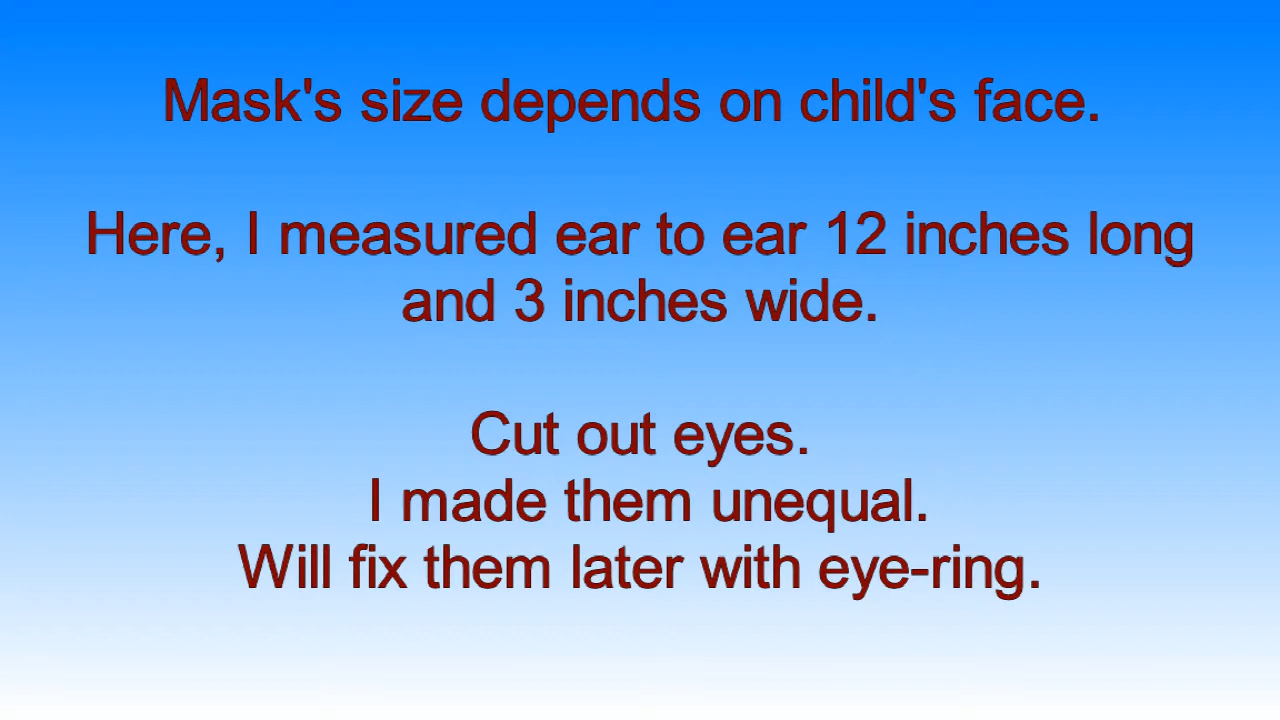 Mask's size depends on child's face.
Here, I measured ear to ear 12 inches long
and 3 inches wide.
Cut out eyes.
I made them unequal.
Will fix them later with eye-ring.